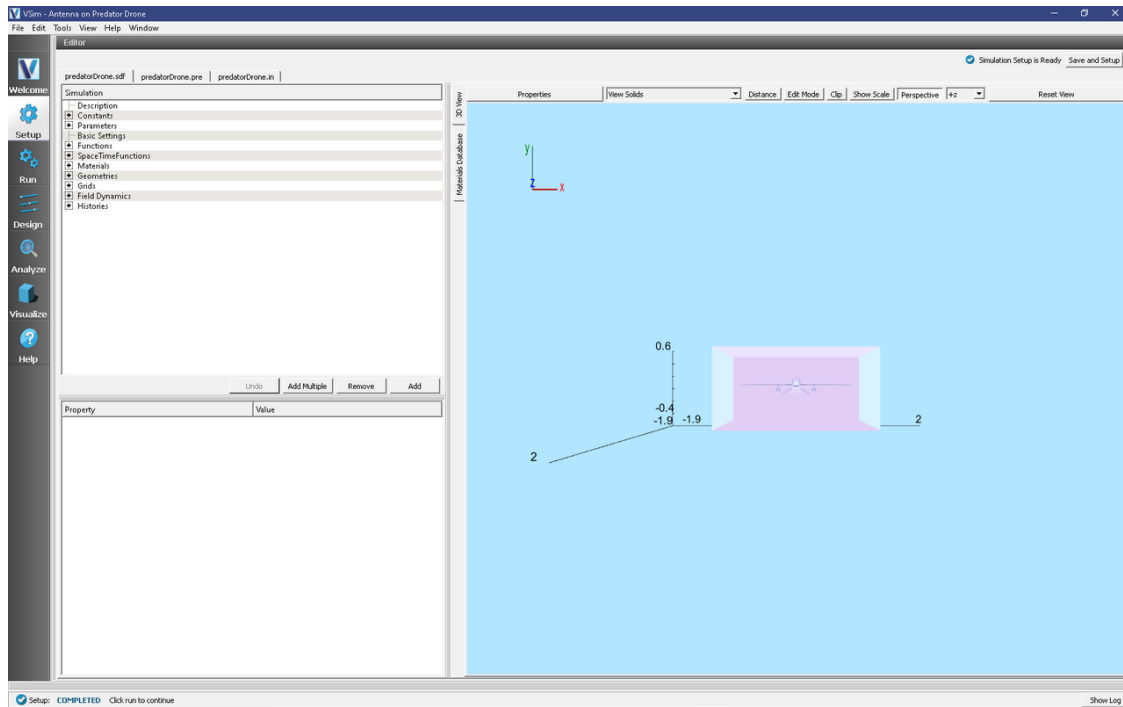 VSim - Antenna on Predator Drone
File Edit Tools View Help Window
Editor
Simulation Setup is Ready Save and Setup
Welcome
Setup
Run
Design
Analyze
Visualize
Help
predatorDrone.sdf predatorDrone.pre predatorDrone.in
Simulation
Description
Constants
Parameters
Basic Settings
Functions
SpaceTimeFunctions
Materials
Geometries
Grids
Field Dynamics
Histories
Undo Add Multiple Remove Add
Property Value
3D View
Materials Database
Properties View Solids Distance Edit Mode Clip Show Scale Perspective +z Reset View
y
z x
0.6
-0.4
-1.9 -1.9 2
2
Setup: COMPLETED Click run to continue Show Log